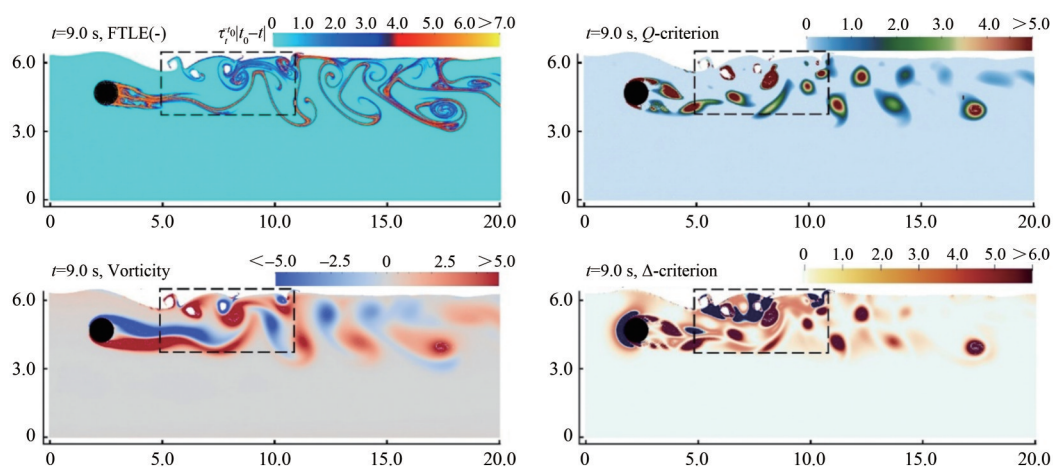 t=9.0 s, FTLE(-)
0 1.0 2.0 3.0 4.0 5.0 6.0 >7.0
6.0
3.0
0
0 5.0 10.0 15.0 20.0
t=9.0 s, Q-criterion
0 1.0 2.0 3.0 4.0 >5.0
6.0
3.0
0
0 5.0 10.0 15.0 20.0
t=9.0 s, Vorticity
<−5.0 −2.5 0 2.5 >5.0
6.0
3.0
0
0 5.0 10.0 15.0 20.0
t=9.0 s, Δ-criterion
0 1.0 2.0 3.0 4.0 5.0 >6.0
6.0
3.0
0
0 5.0 10.0 15.0 20.0